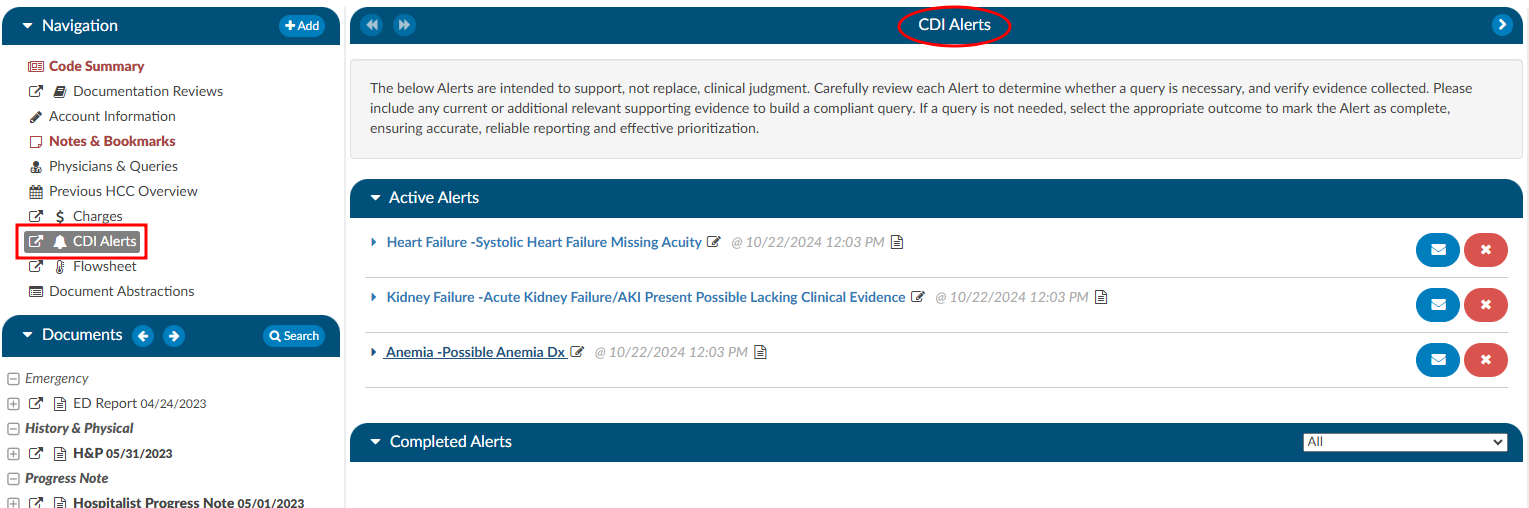 Navigation
Add
Code Summary
Documentation Reviews
Account Information
Notes & Bookmarks
Physicians & Queries
Previous HCC Overview
$ Charges
CDI Alerts
Flowsheet
Document Abstractions
Documents
Search
Emergency
ED Report 04/24/2023
History & Physical
H&P 05/31/2023
Progress Note
Hospitalist Progress Note 05/01/2023
CDI Alerts
The below Alerts are intended to support, not replace, clinical judgment. Carefully review each Alert to determine whether a query is necessary, and verify evidence collected. Please
include any current or additional relevant supporting evidence to build a compliant query. If a query is not needed, select the appropriate outcome to mark the Alert as complete,
ensuring accurate, reliable reporting and effective prioritization.
Active Alerts
Heart Failure -Systolic Heart Failure Missing Acuity @ 10/22/2024 12:03 PM
Kidney Failure -Acute Kidney Failure/AKI Present Possible Lacking Clinical Evidence @ 10/22/2024 12:03 PM
Anemia -Possible Anemia Dx @ 10/22/2024 12:03 PM
Completed Alerts
All